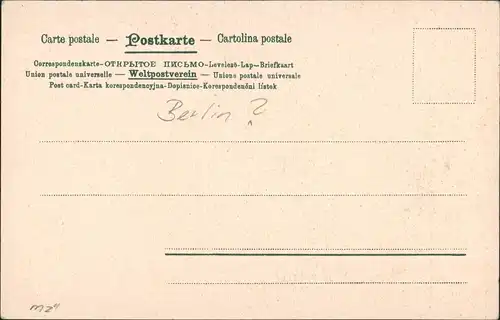 Carte postale — Postkarte — Cartolina postale
Correspondenzkarte-ОТКРЫТОЕ ПИСЬМО-Levelezö-Lap-Briefkaart
Union postale universelle — Weltpostverein — Unione postale universale
Post card-Karta korespondencyjna-Dopisnice-Korespondenční lístek
Berlin ?